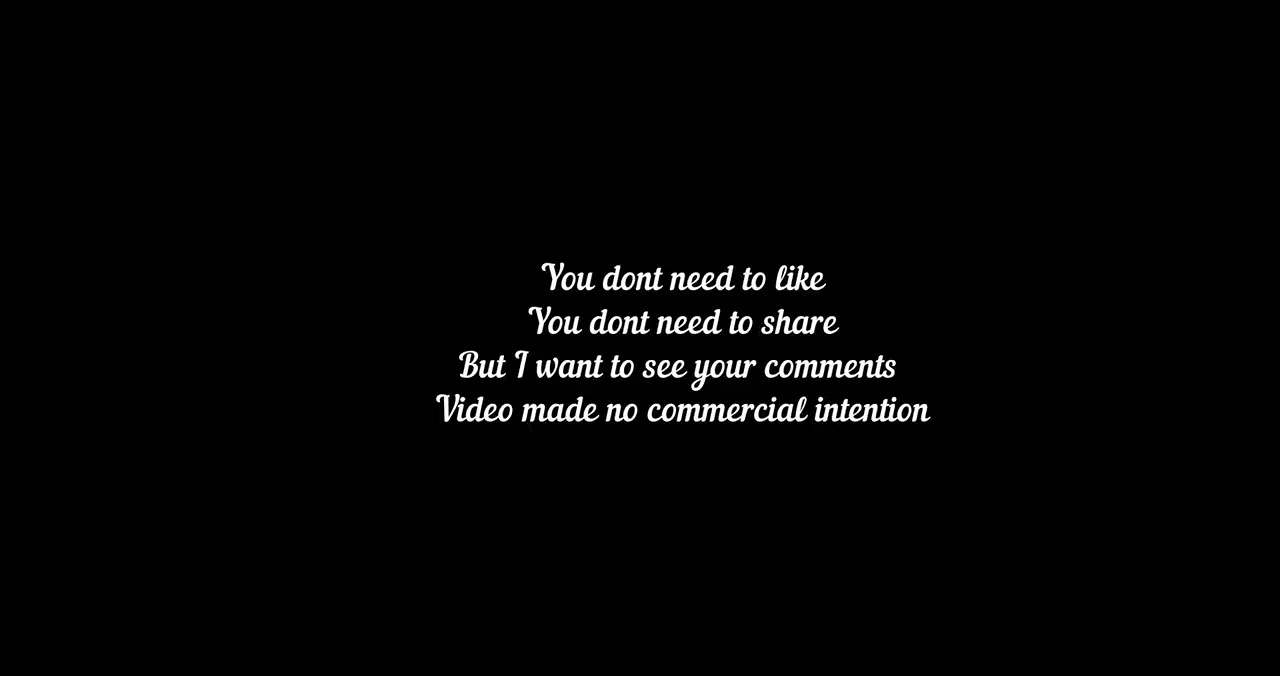 You dont need to like
You dont need to share
But I want to see your comments
Video made no commercial intention